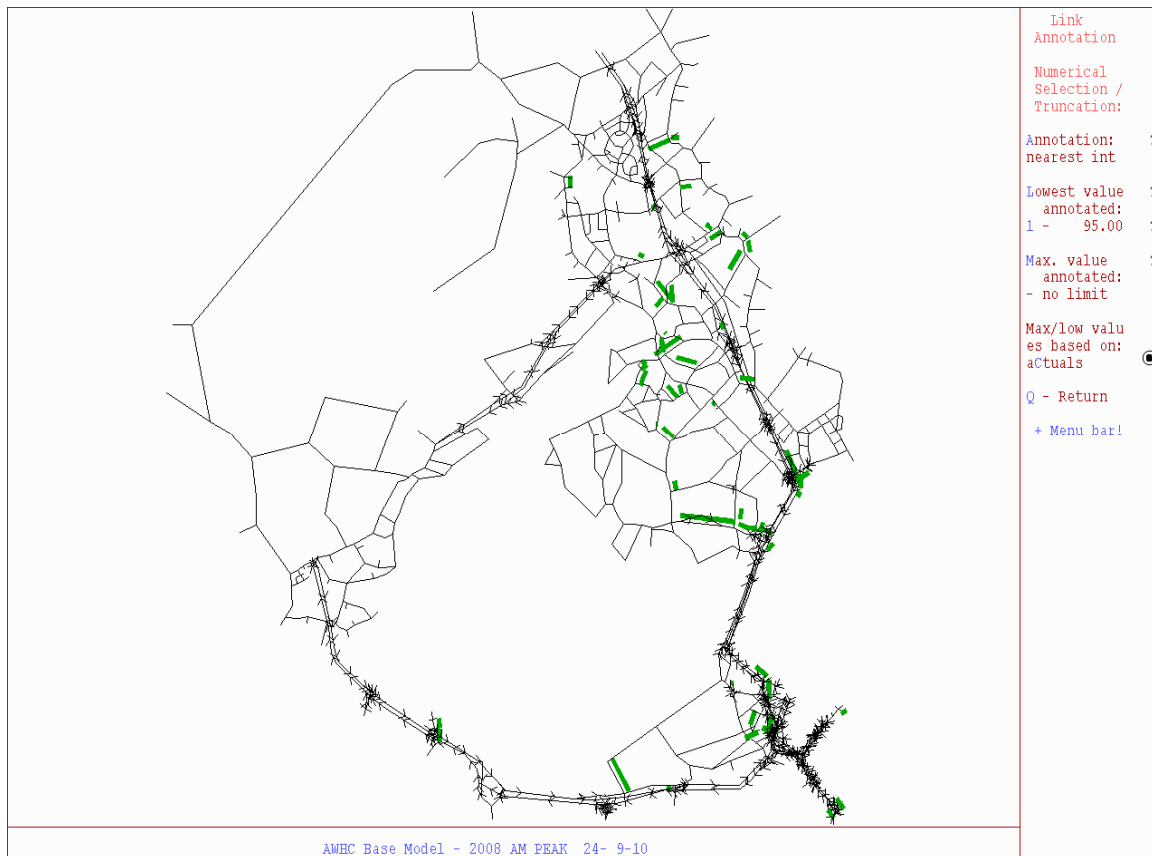 Link
Annotation
Numerical
Selection /
Truncation:
Annotation: ?
nearest int
Lowest value ?
annotated:
1 - 95.00 ?
Max. value ?
annotated:
- no limit
Max/low valu
es based on:
aCtuals
Q - Return
+ Menu bar!
AWHC Base Model - 2008 AM PEAK 24- 9-10